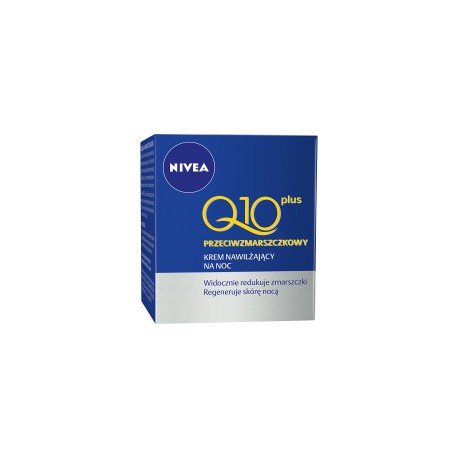 NIVEA
Q10 plus
PRZECIWZMARSZCZKOWY
KREM NAWILŻAJĄCY
NA NOC
Widocznie redukuje zmarszczki
Regeneruje skórę nocą